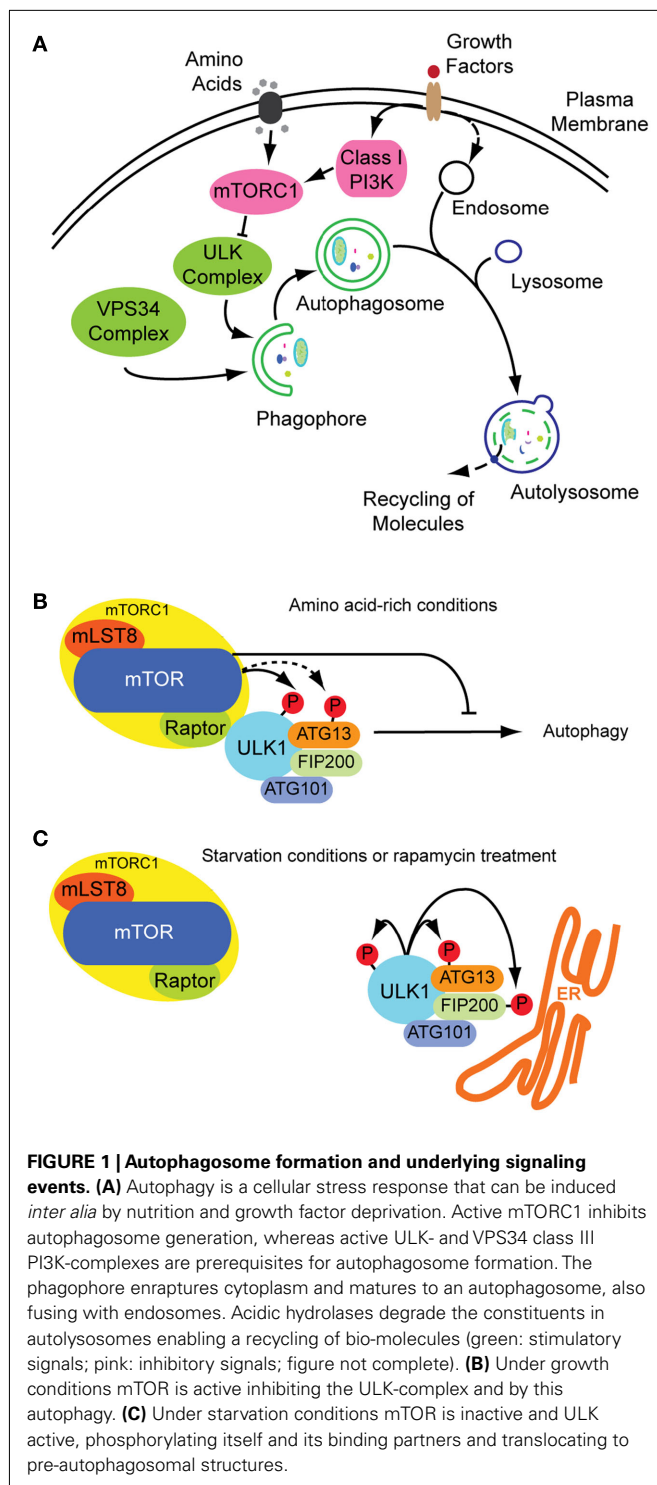 A
Amino
Acids
Growth
Factors
Plasma
Membrane
Class I
PI3K
mTORC1
Endosome
ULK
Complex
Lysosome
Autophagosome
VPS34
Complex
Phagophore
Autolysosome
Recycling of
Molecules
B
Amino acid-rich conditions
mTORC1
mLST8
mTOR
P
P
Raptor
ULK1
ATG13
Autophagy
FIP200
ATG101
C
Starvation conditions or rapamycin treatment
mTORC1
mLST8
mTOR
P
P
Raptor
ULK1
ATG13
FIP200
P
ER
ATG101
FIGURE 1 | Autophagosome formation and underlying signaling
events. (A) Autophagy is a cellular stress response that can be induced
inter alia by nutrition and growth factor deprivation. Active mTORC1 inhibits
autophagosome generation, whereas active ULK- and VPS34 class III
PI3K-complexes are prerequisites for autophagosome formation. The
phagophore enraptures cytoplasm and matures to an autophagosome, also
fusing with endosomes. Acidic hydrolases degrade the constituents in
autolysosomes enabling a recycling of bio-molecules (green: stimulatory
signals; pink: inhibitory signals; figure not complete). (B) Under growth
conditions mTOR is active inhibiting the ULK-complex and by this
autophagy. (C) Under starvation conditions mTOR is inactive and ULK
active, phosphorylating itself and its binding partners and translocating to
pre-autophagosomal structures.